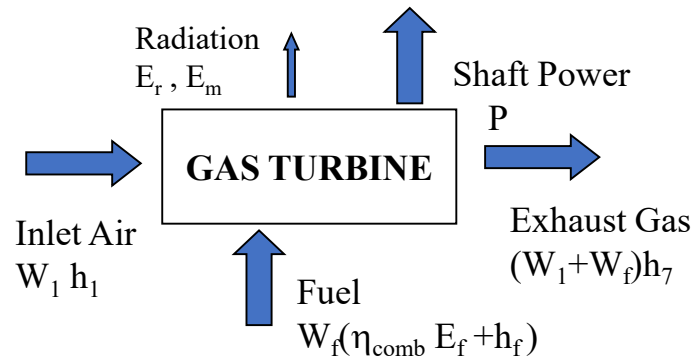 Radiation
E_r , E_m
Shaft Power
P
GAS TURBINE
Inlet Air
W_1 h_1
Exhaust Gas
(W_1+W_f)h_7
Fuel
W_f(η_comb E_f +h_f)